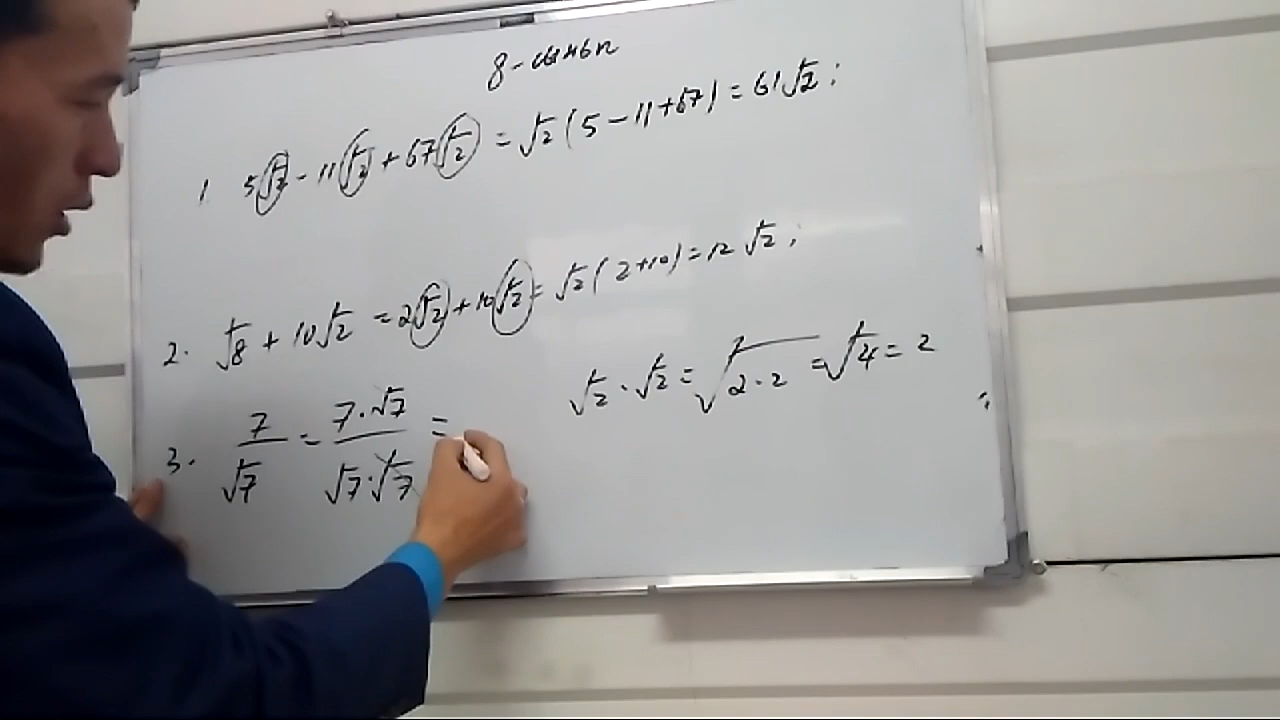 8-сынып
1 5√2 - 11√2 + 67√2 = √2 (5 - 11 + 67) = 61√2 ;
2. √8 + 10√2 = 2√2 + 10√2 = √2 (2+10) = 12 √2 ;
√2 · √2 = √2·2 = √4 = 2
3. 7/√7 = 7·√7/√7·√7 =